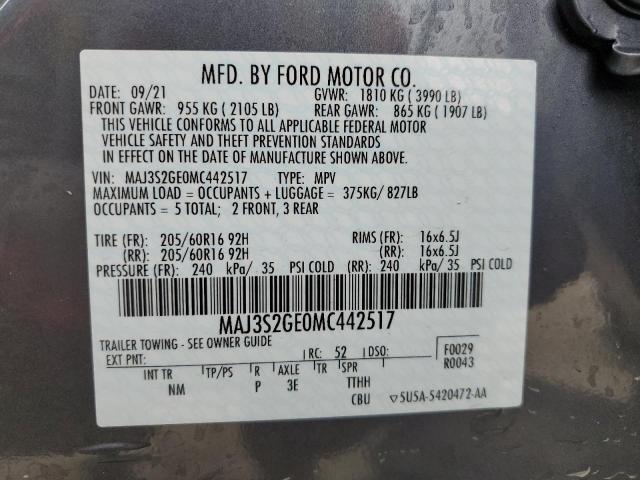 MFD. BY FORD MOTOR CO.
DATE: 09/21 GVWR: 1810 KG (3990 LB)
FRONT GAWR: 955 KG (2105 LB) REAR GAWR: 865 KG (1907 LB)
THIS VEHICLE CONFORMS TO ALL APPLICABLE FEDERAL MOTOR
VEHICLE SAFETY AND THEFT PREVENTION STANDARDS
IN EFFECT ON THE DATE OF MANUFACTURE SHOWN ABOVE.
VIN: MAJ3S2GE0MC442517 TYPE: MPV
MAXIMUM LOAD = OCCUPANTS + LUGGAGE = 375KG/ 827LB
OCCUPANTS = 5 TOTAL; 2 FRONT, 3 REAR
TIRE (FR): 205/60R16 92H RIMS (FR): 16x6.5J
(RR): 205/60R16 92H (RR): 16x6.5J
PRESSURE (FR): 240 kPa/ 35 PSI COLD (RR): 240 kPa/ 35 PSI COLD
MAJ3S2GE0MC442517
TRAILER TOWING - SEE OWNER GUIDE
EXT PNT: RC: 52 DSO: F0029
R0043
INT TR TP/PS R AXLE TR SPR
NM P 3E TTHH
CBU ▽5U5A-5420472-AA